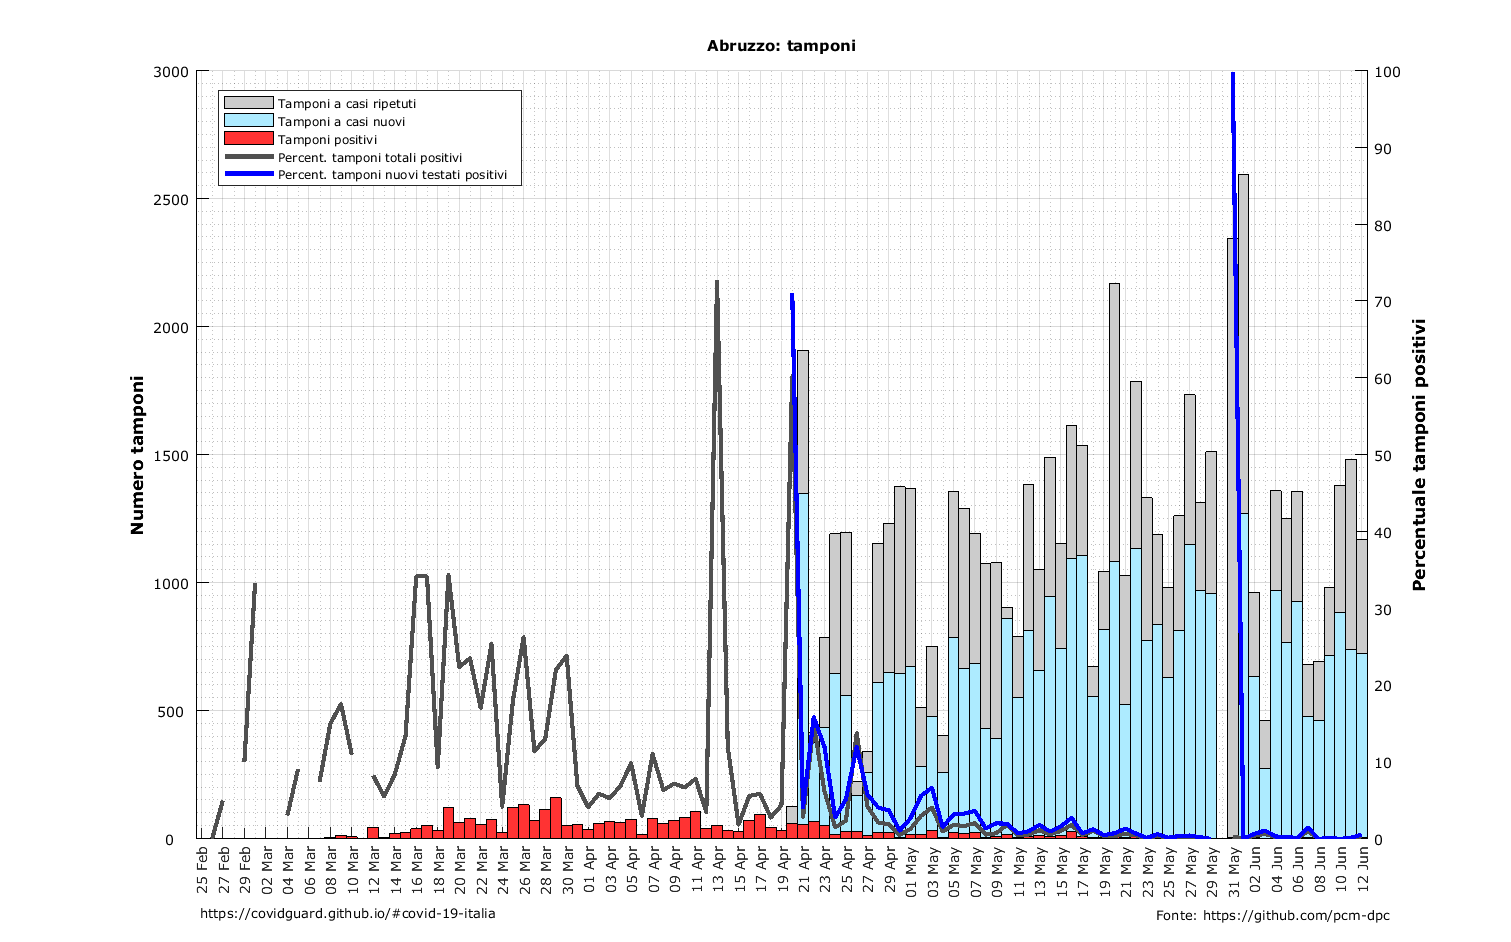 Abruzzo: tamponi
3000
2500
2000
1500
1000
500
0
Numero tamponi
Tamponi a casi ripetuti
Tamponi a casi nuovi
Tamponi positivi
Percent. tamponi totali positivi
Percent. tamponi nuovi testati positivi
100
90
80
70
60
50
40
30
20
10
0
Percentuale tamponi positivi
25 Feb
27 Feb
29 Feb
02 Mar
04 Mar
06 Mar
08 Mar
10 Mar
12 Mar
14 Mar
16 Mar
18 Mar
20 Mar
22 Mar
24 Mar
26 Mar
28 Mar
30 Mar
01 Apr
03 Apr
05 Apr
07 Apr
09 Apr
11 Apr
13 Apr
15 Apr
17 Apr
19 Apr
21 Apr
23 Apr
25 Apr
27 Apr
29 Apr
01 May
03 May
05 May
07 May
09 May
11 May
13 May
15 May
17 May
19 May
21 May
23 May
25 May
27 May
29 May
31 May
02 Jun
04 Jun
06 Jun
08 Jun
10 Jun
12 Jun
https://covidguard.github.io/#covid-19-italia
Fonte: https://github.com/pcm-dpc